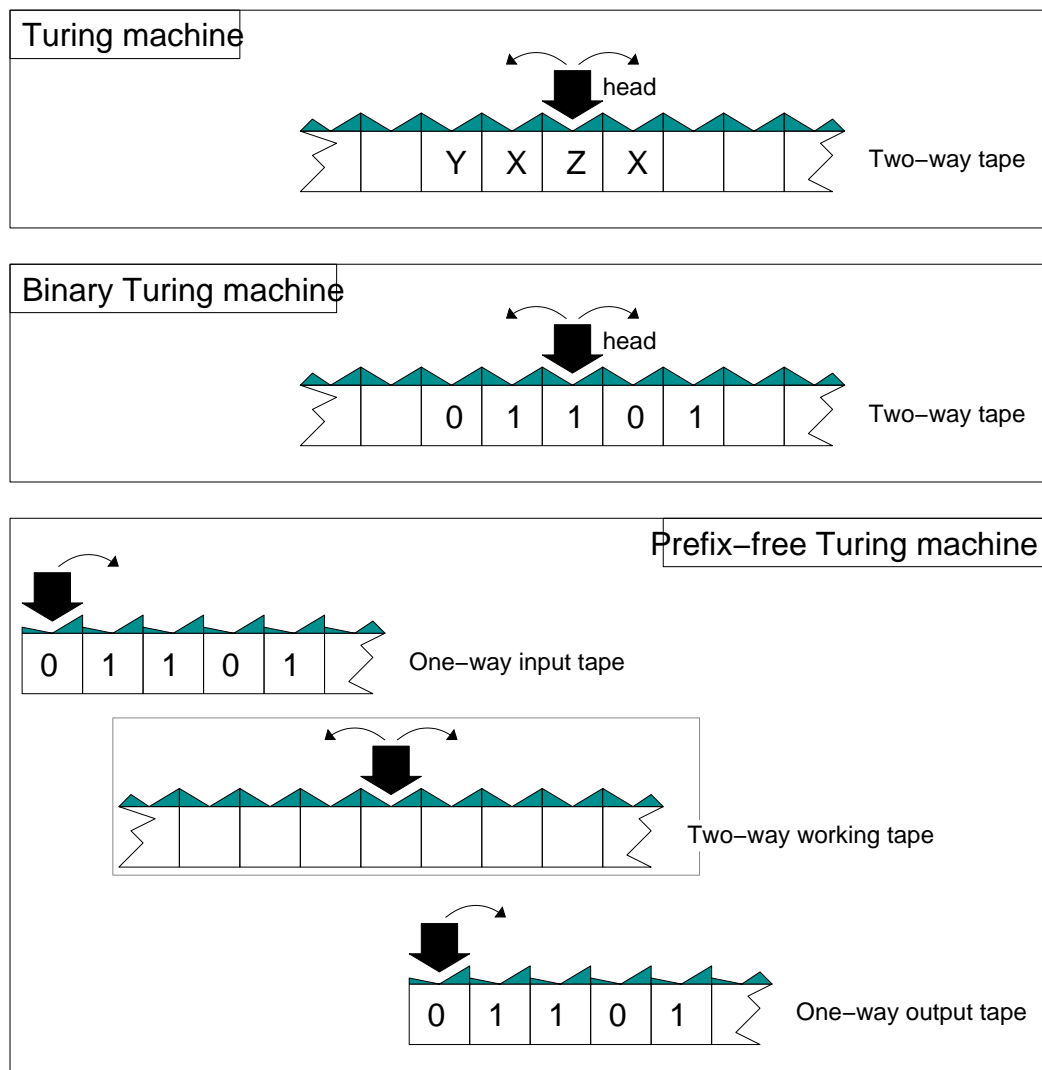 Turing machine
head
Y X Z X
Two−way tape
Binary Turing machine
head
0 1 1 0 1
Two−way tape
Prefix−free Turing machine
0 1 1 0 1
One−way input tape
Two−way working tape
0 1 1 0 1
One−way output tape